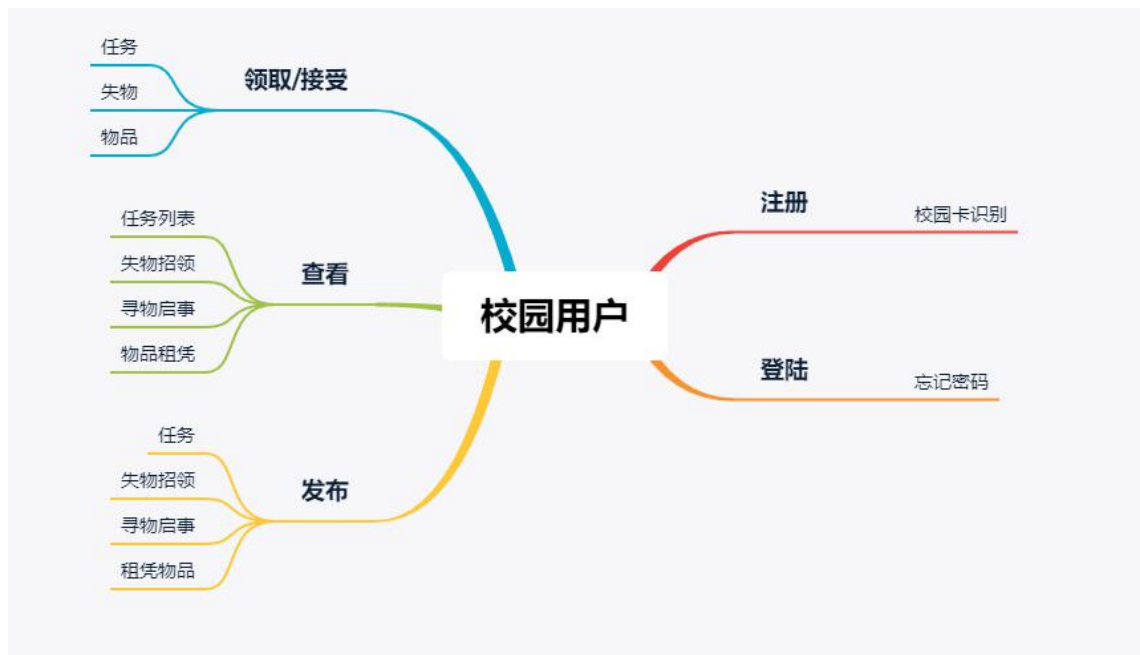 任务
领取/接受
失物
物品
任务列表
失物招领
查看
寻物启事
物品租凭
任务
失物招领
发布
寻物启事
租凭物品
校园用户
注册
校园卡识别
登陆
忘记密码